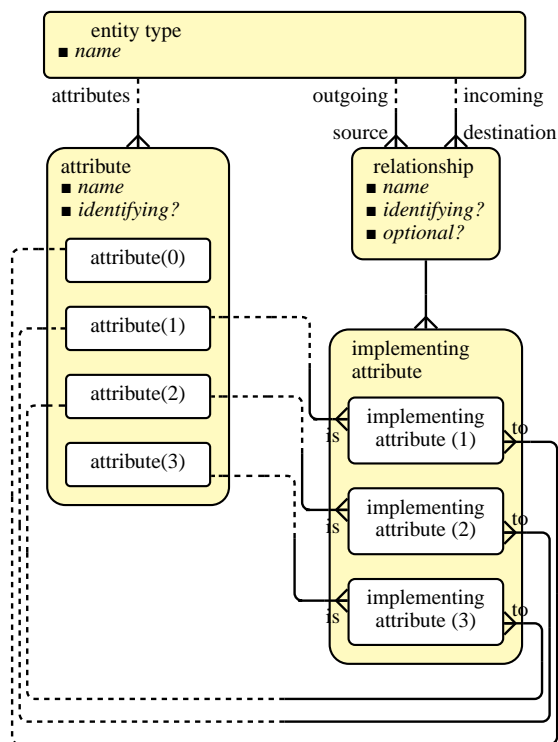 entity type
■ name
attributes
outgoing
incoming
source
destination
attribute
■ name
■ identifying?
relationship
■ name
■ identifying?
■ optional?
attribute(0)
attribute(1)
attribute(2)
attribute(3)
implementing
attribute
implementing
attribute (1)
is
to
implementing
attribute (2)
is
to
implementing
attribute (3)
is
to